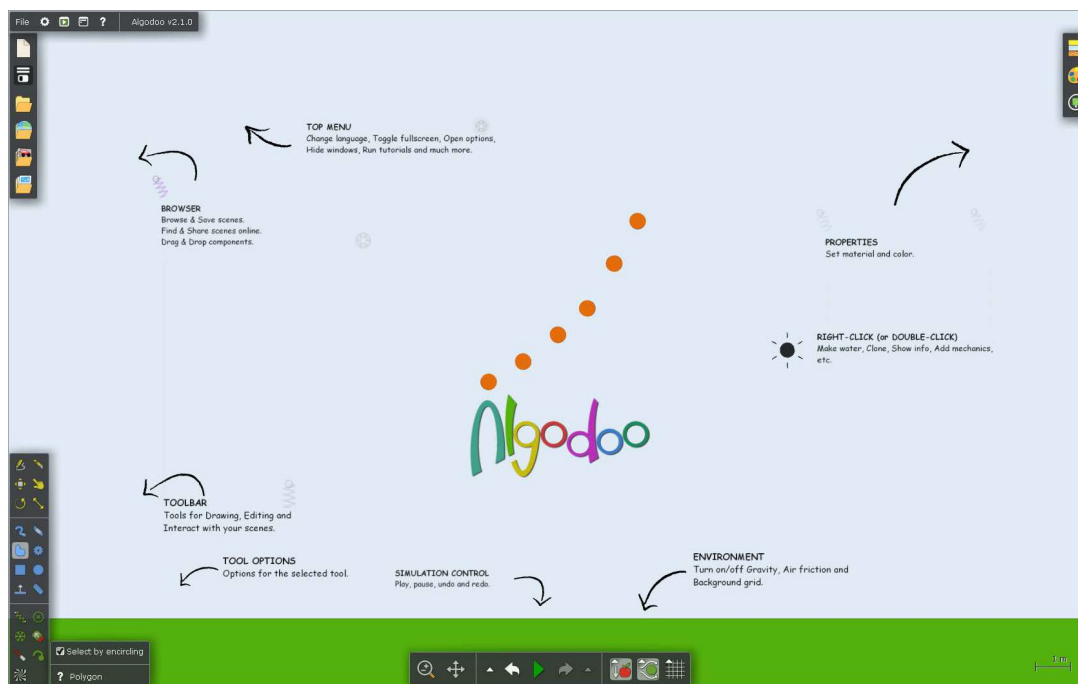 File ? Algodoo v2.1.0
TOP MENU
Change language, Toggle fullscreen, Open options,
Hide windows, Run tutorials and much more.
BROWSER
Browse & Save scenes.
Find & Share scenes online.
Drag & Drop components.
PROPERTIES
Set material and color.
RIGHT-CLICK (or DOUBLE-CLICK)
Make water, Clone, Show info, Add mechanics,
etc.
Algodoo
TOOLBAR
Tools for Drawing, Editing and
Interact with your scenes.
TOOL OPTIONS
Options for the selected tool.
SIMULATION CONTROL
Play, pause, undo and redo.
ENVIRONMENT
Turn on/off Gravity, Air friction and
Background grid.
Select by encircling
? Polygon
1 m